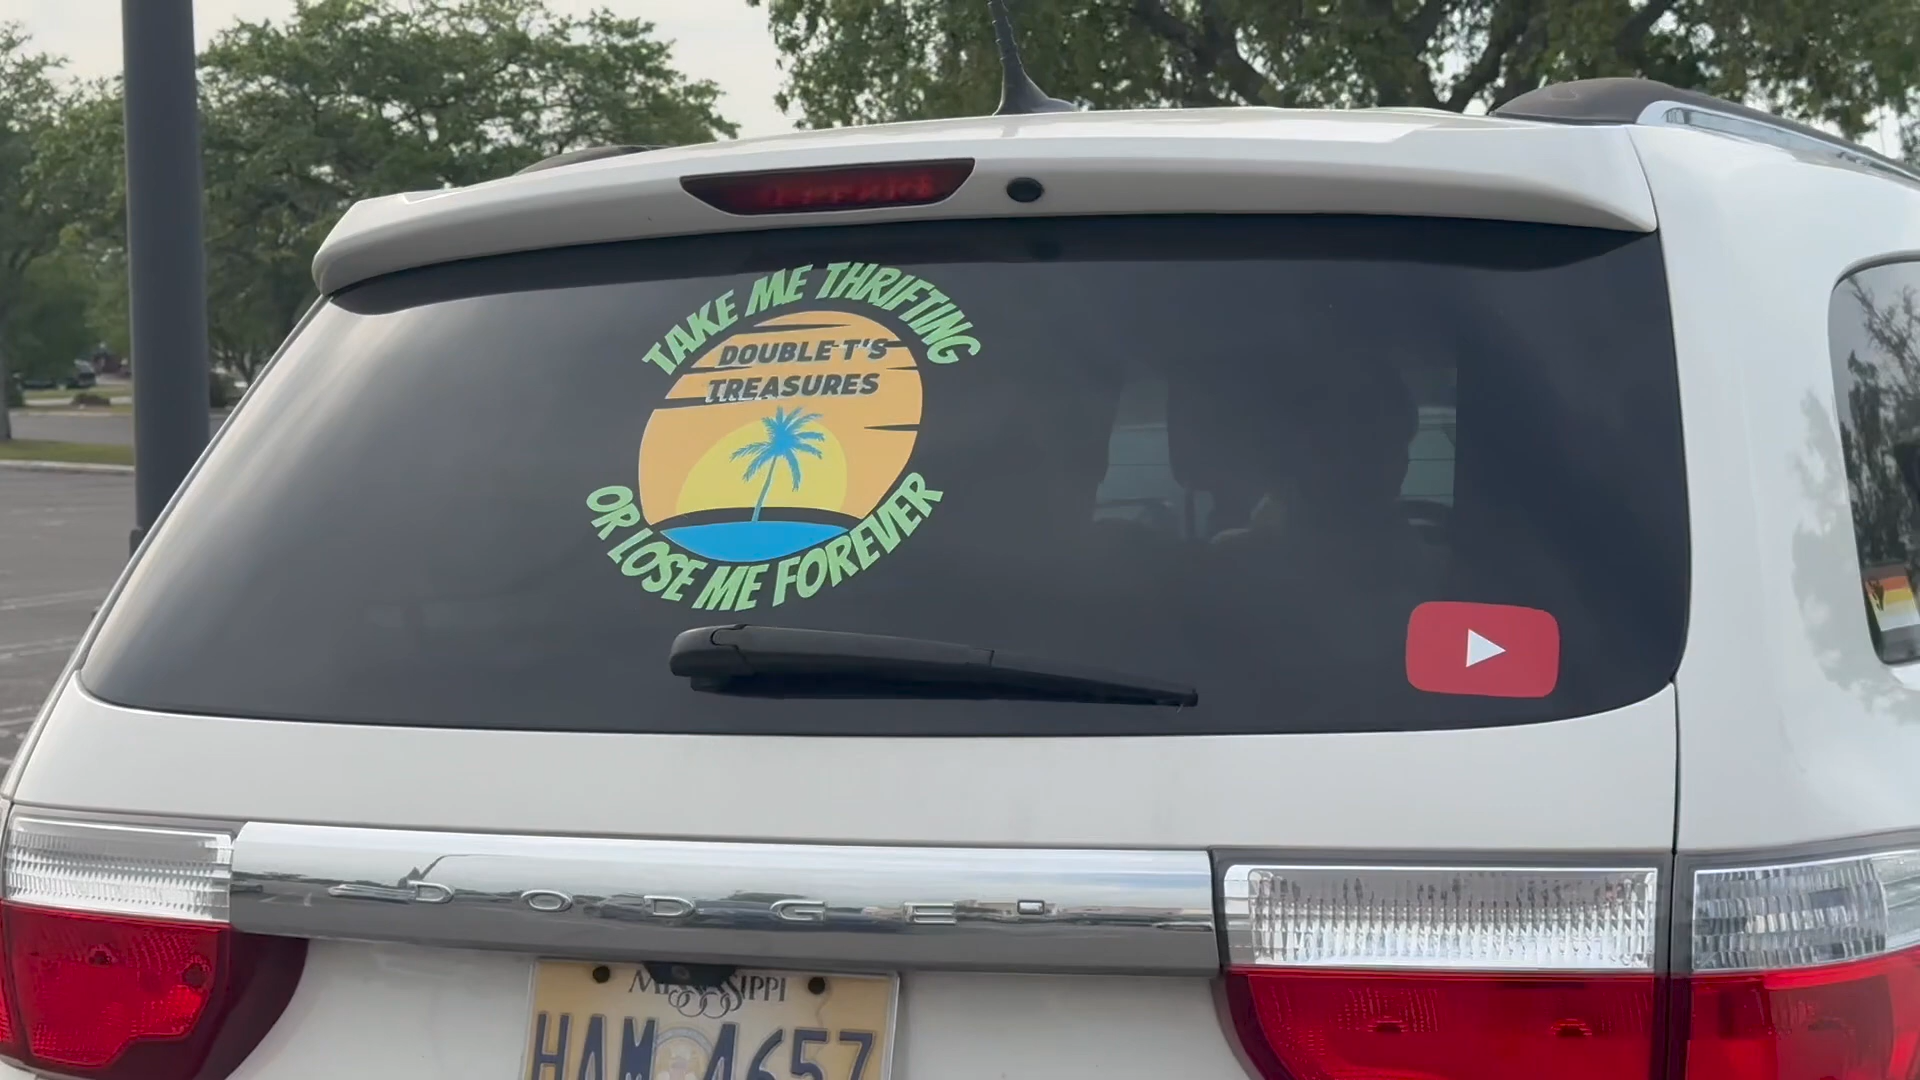 TAKE ME THRIFTING
DOUBLE T'S
TREASURES
OR LOSE ME FOREVER
DODGE
MISSISSIPPI
HAM 4657